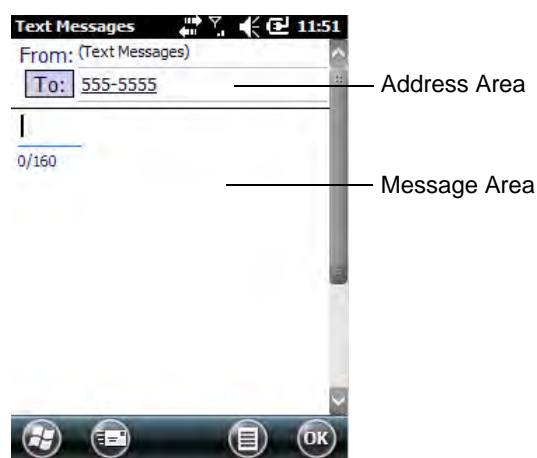 Text Messages 11:51
From: (Text Messages)
To: 555-5555
Address Area
0/160
Message Area
OK